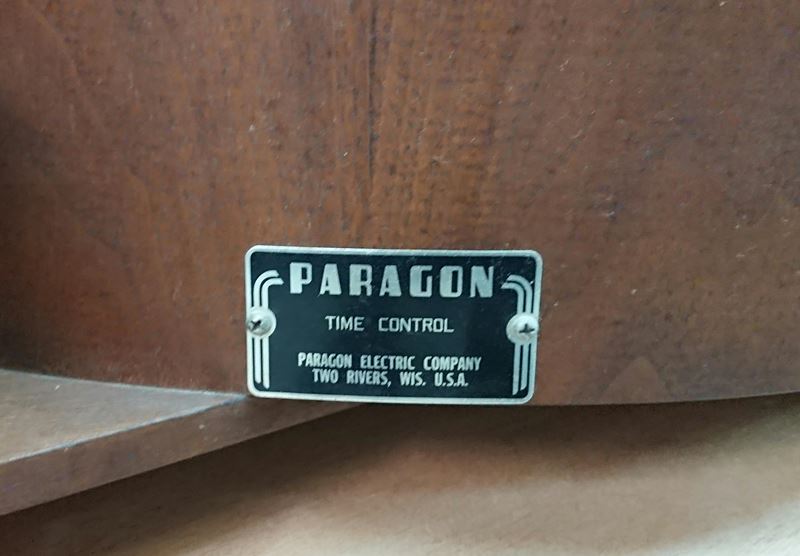 PARAGON
TIME CONTROL
PARAGON ELECTRIC COMPANY
TWO RIVERS, WIS. U.S.A.